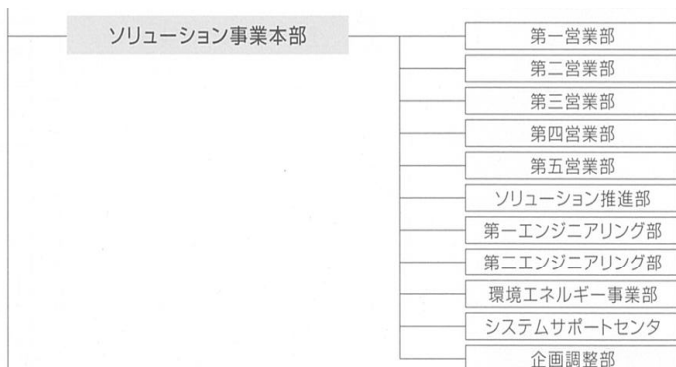 ソリューション事業本部
第一営業部
第二営業部
第三営業部
第四営業部
第五営業部
ソリューション推進部
第一エンジニアリング部
第二エンジニアリング部
環境エネルギー事業部
システムサポートセンタ
企画調整部